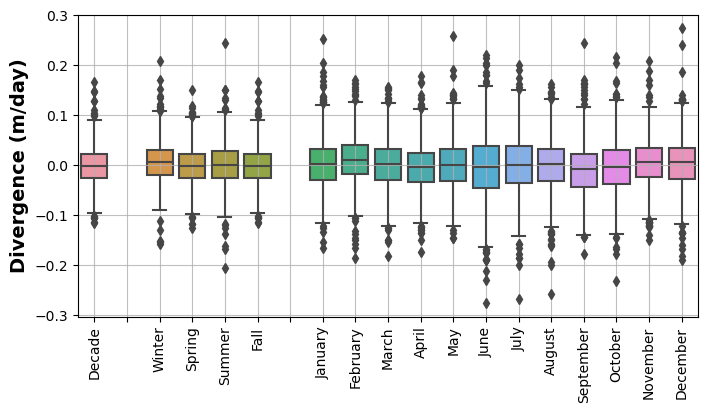 Divergence (m/day)
0.3
0.2
0.1
0.0
−0.1
−0.2
−0.3
Decade
Winter
Spring
Summer
Fall
January
February
March
April
May
June
July
August
September
October
November
December